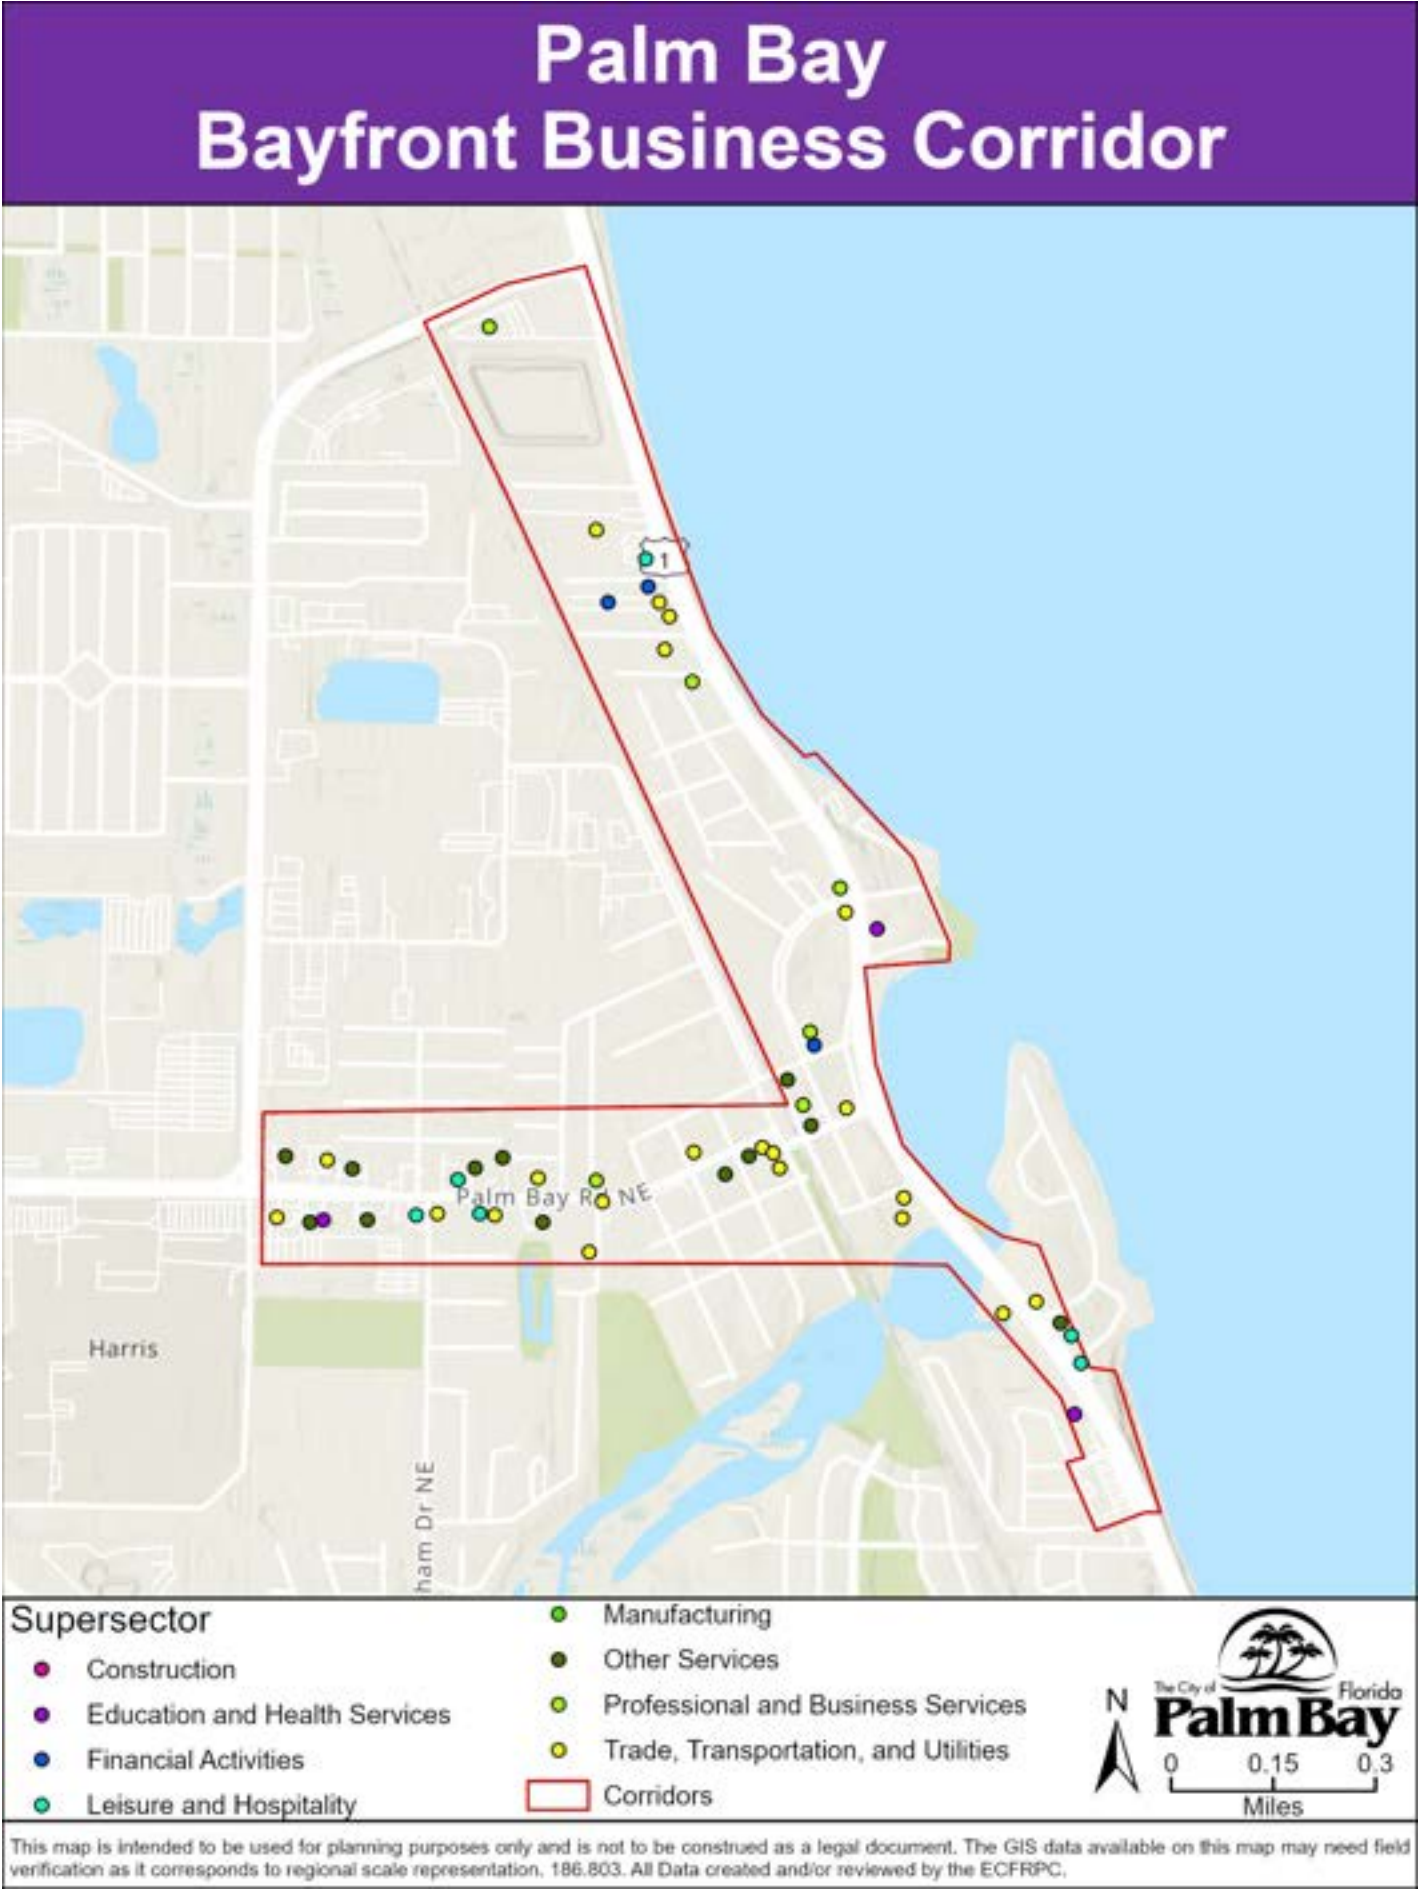 Palm Bay
Bayfront Business Corridor
1
Palm Bay Rd NE
Harris
ham Dr NE
Supersector
Construction
Education and Health Services
Financial Activities
Leisure and Hospitality
Manufacturing
Other Services
Professional and Business Services
Trade, Transportation, and Utilities
Corridors
N
The City of
Florida
Palm Bay
0 0.15 0.3
Miles
This map is intended to be used for planning purposes only and is not to be construed as a legal document. The GIS data available on this map may need field
verification as it corresponds to regional scale representation. 186.803. All Data created and/or reviewed by the ECFRPC.